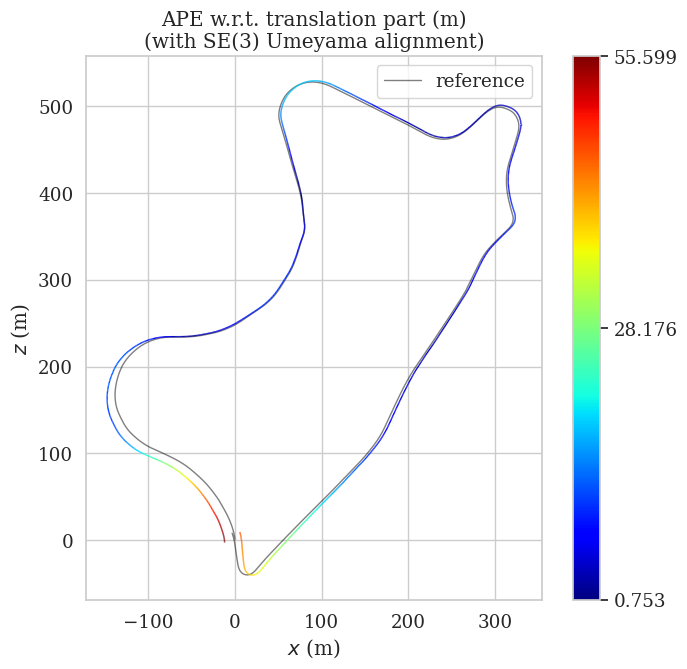 APE w.r.t. translation part (m)
(with SE(3) Umeyama alignment)
reference
500
400
300
200
100
0
z (m)
−100
0
100
200
300
x (m)
55.599
28.176
0.753